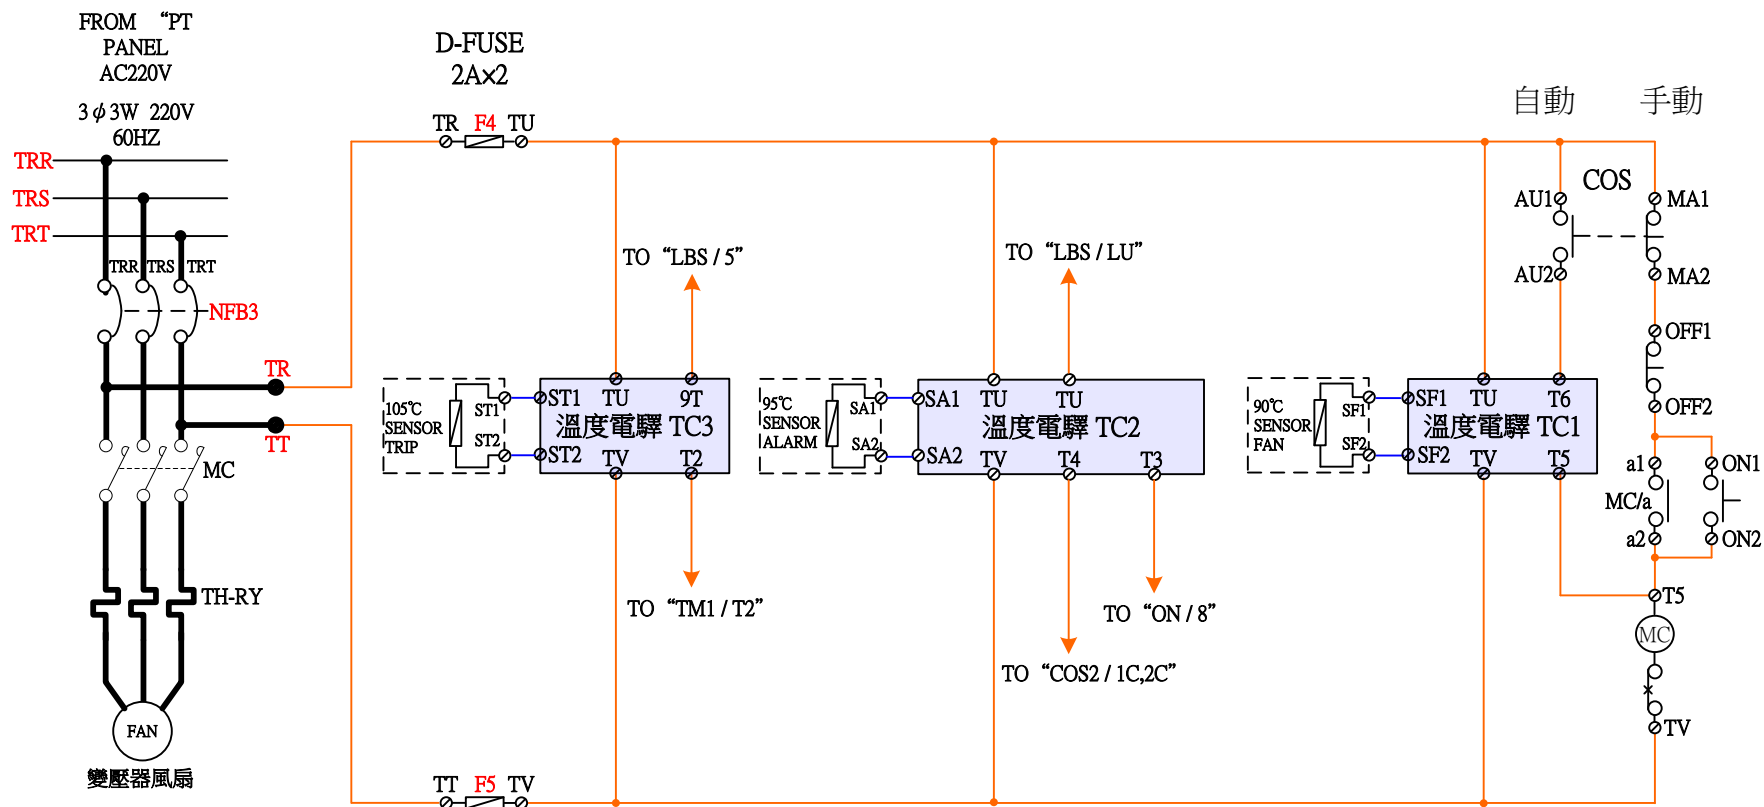 FROM “PT
PANEL
AC220V
3ϕ3W 220V
60HZ
TRR
TRS
TRT
TRR
TRS
TRT
NFB3
TR
TT
MC
TH-RY
FAN
變壓器風扇
D-FUSE
2Ax2
TR F4 TU
TO “LBS / 5”
105℃
SENSOR
TRIP
ST1
ST2
ST1 TU 9T
溫度電驛 TC3
ST2 TV T2
TO “TM1 / T2”
TO “LBS / LU”
95℃
SENSOR
ALARM
SA1
SA2
SA1 TU TU
溫度電驛 TC2
SA2 TV T4 T3
TO “ON / 8”
TO “COS2 / 1C,2C”
90℃
SENSOR
FAN
SF1
SF2
SF1 TU T6
溫度電驛 TC1
SF2 TV T5
自動 手動
COS
AU1 MA1
AU2 MA2
OFF1
OFF2
a1 ON1
MC/a
a2 ON2
T5
MC
TV
TT F5 TV